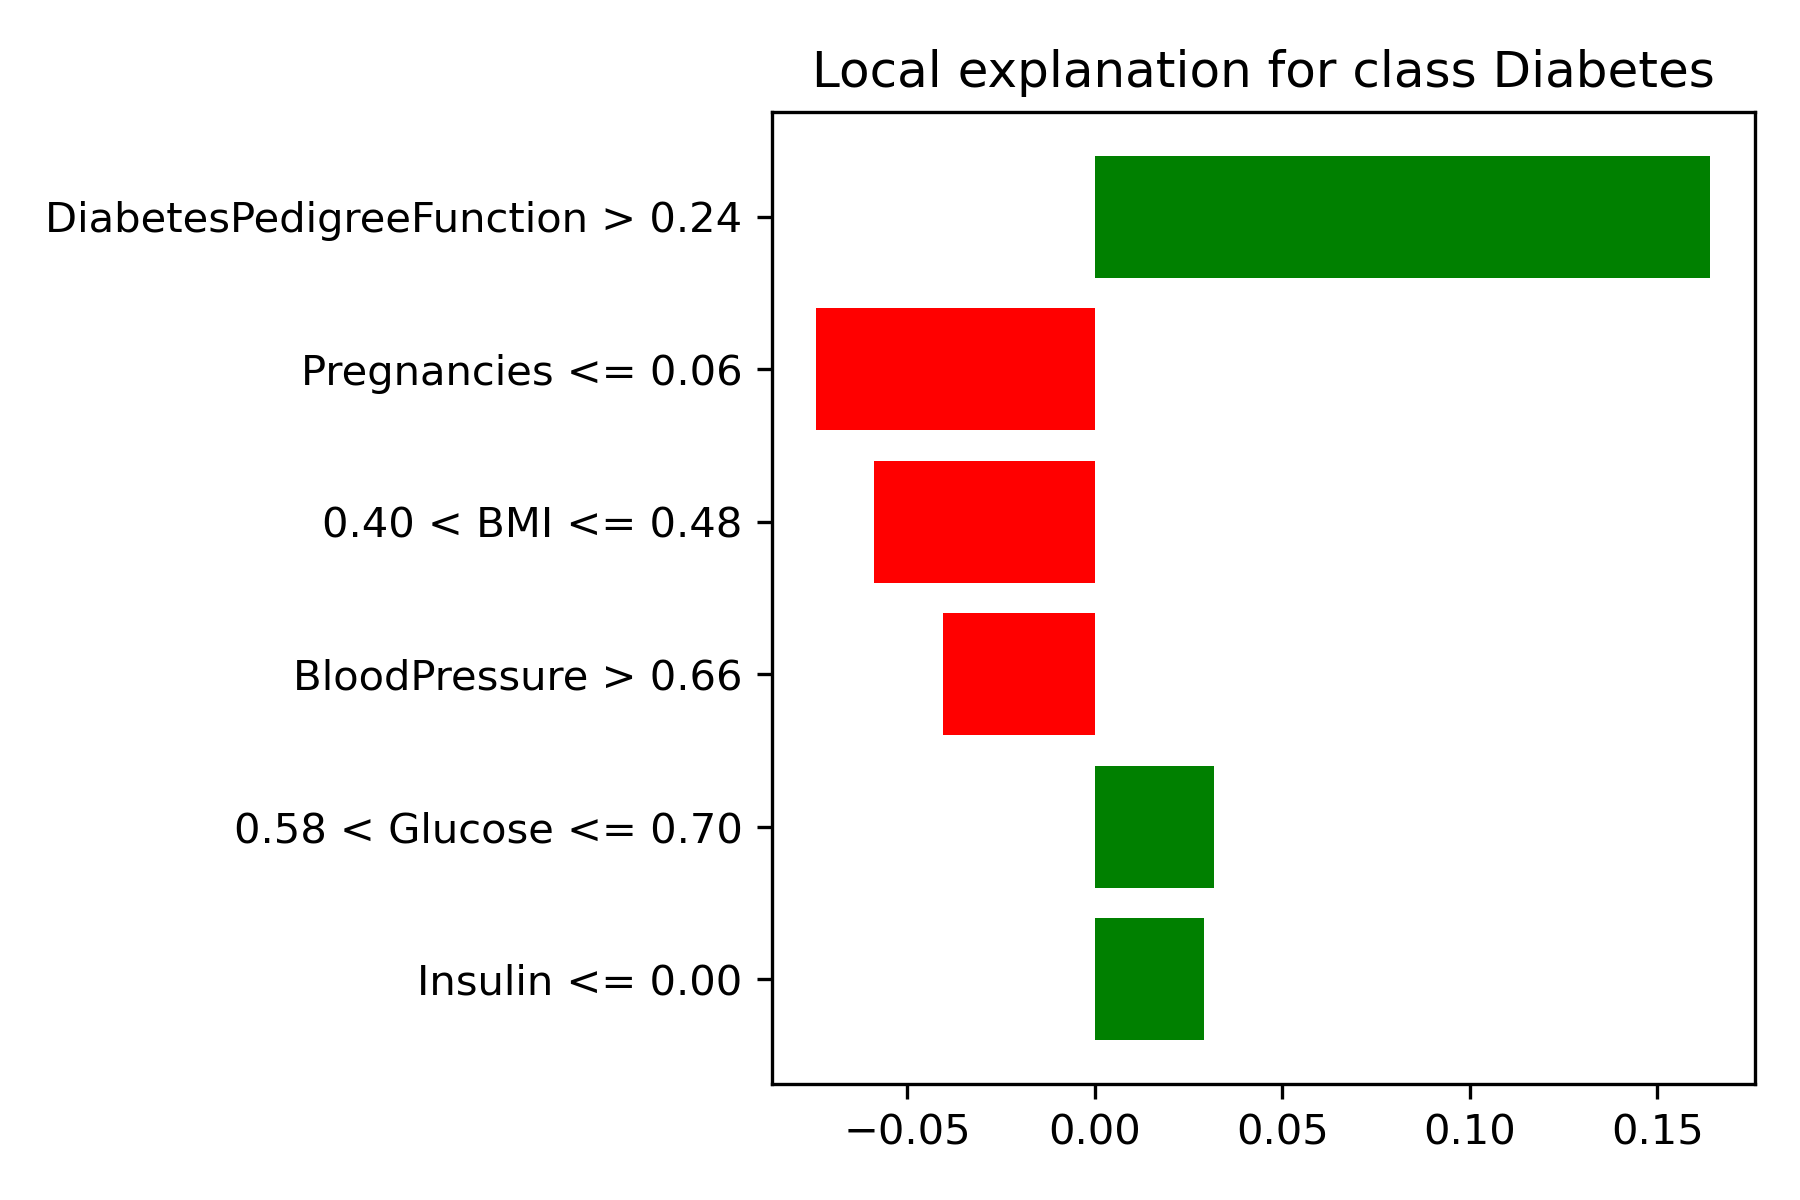 Local explanation for class Diabetes
DiabetesPedigreeFunction > 0.24
Pregnancies <= 0.06
0.40 < BMI <= 0.48
BloodPressure > 0.66
0.58 < Glucose <= 0.70
Insulin <= 0.00
−0.05 0.00 0.05 0.10 0.15